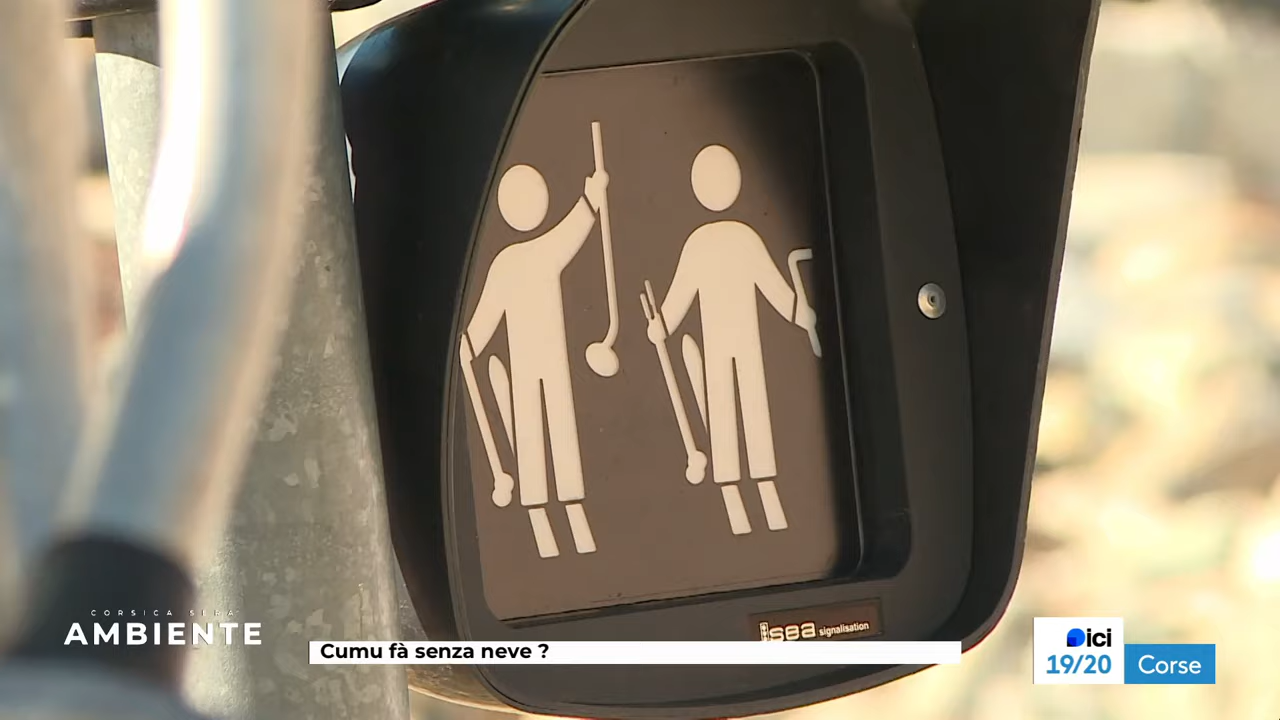 isea signalisation
CORSICA SERA
AMBIENTE
Cumu fà senza neve ?
ici
19/20
Corse